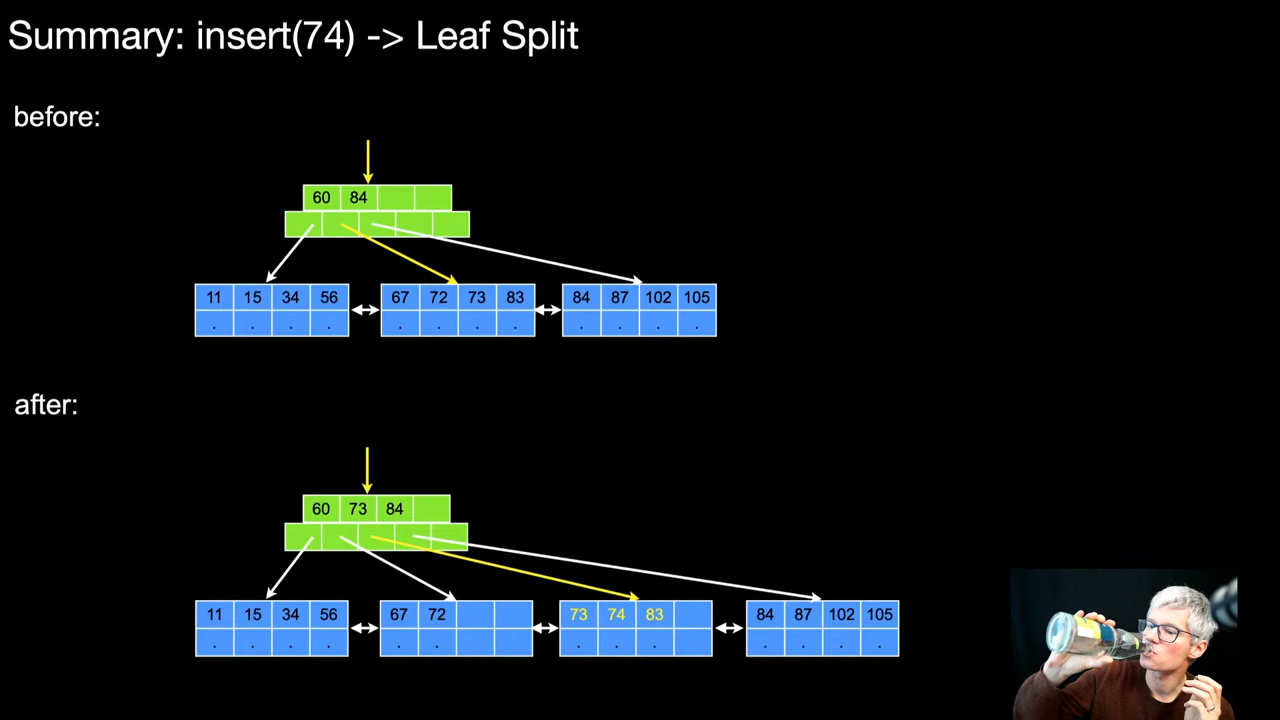 Summary: insert(74) -> Leaf Split
before:
60 84
11 15 34 56 67 72 73 83 84 87 102 105
. . . . . . . . . . . .
after:
60 73 84
11 15 34 56 67 72 73 74 83 84 87 102 105
. . . . . . . . . . . . .